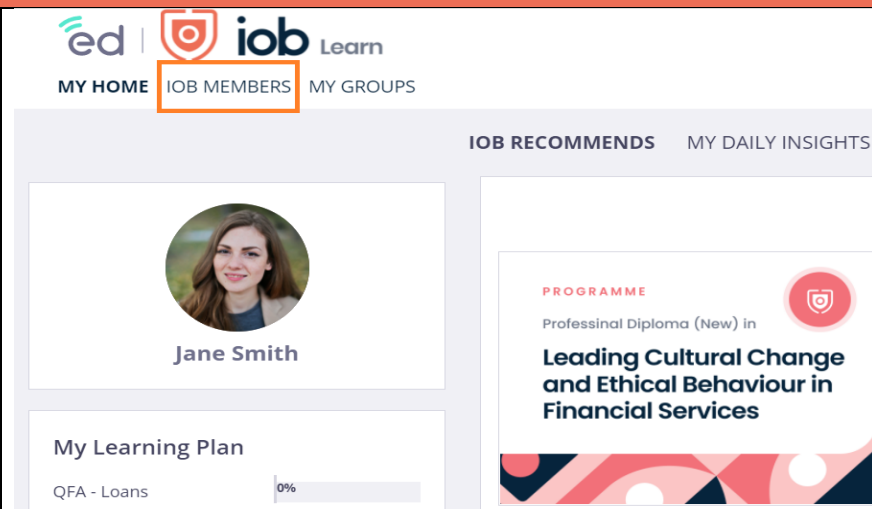 ed | iob Learn
MY HOME IOB MEMBERS MY GROUPS
IOB RECOMMENDS MY DAILY INSIGHTS
Jane Smith
My Learning Plan
QFA - Loans 0%
PROGRAMME
Professinal Diploma (New) in
Leading Cultural Change
and Ethical Behaviour in
Financial Services